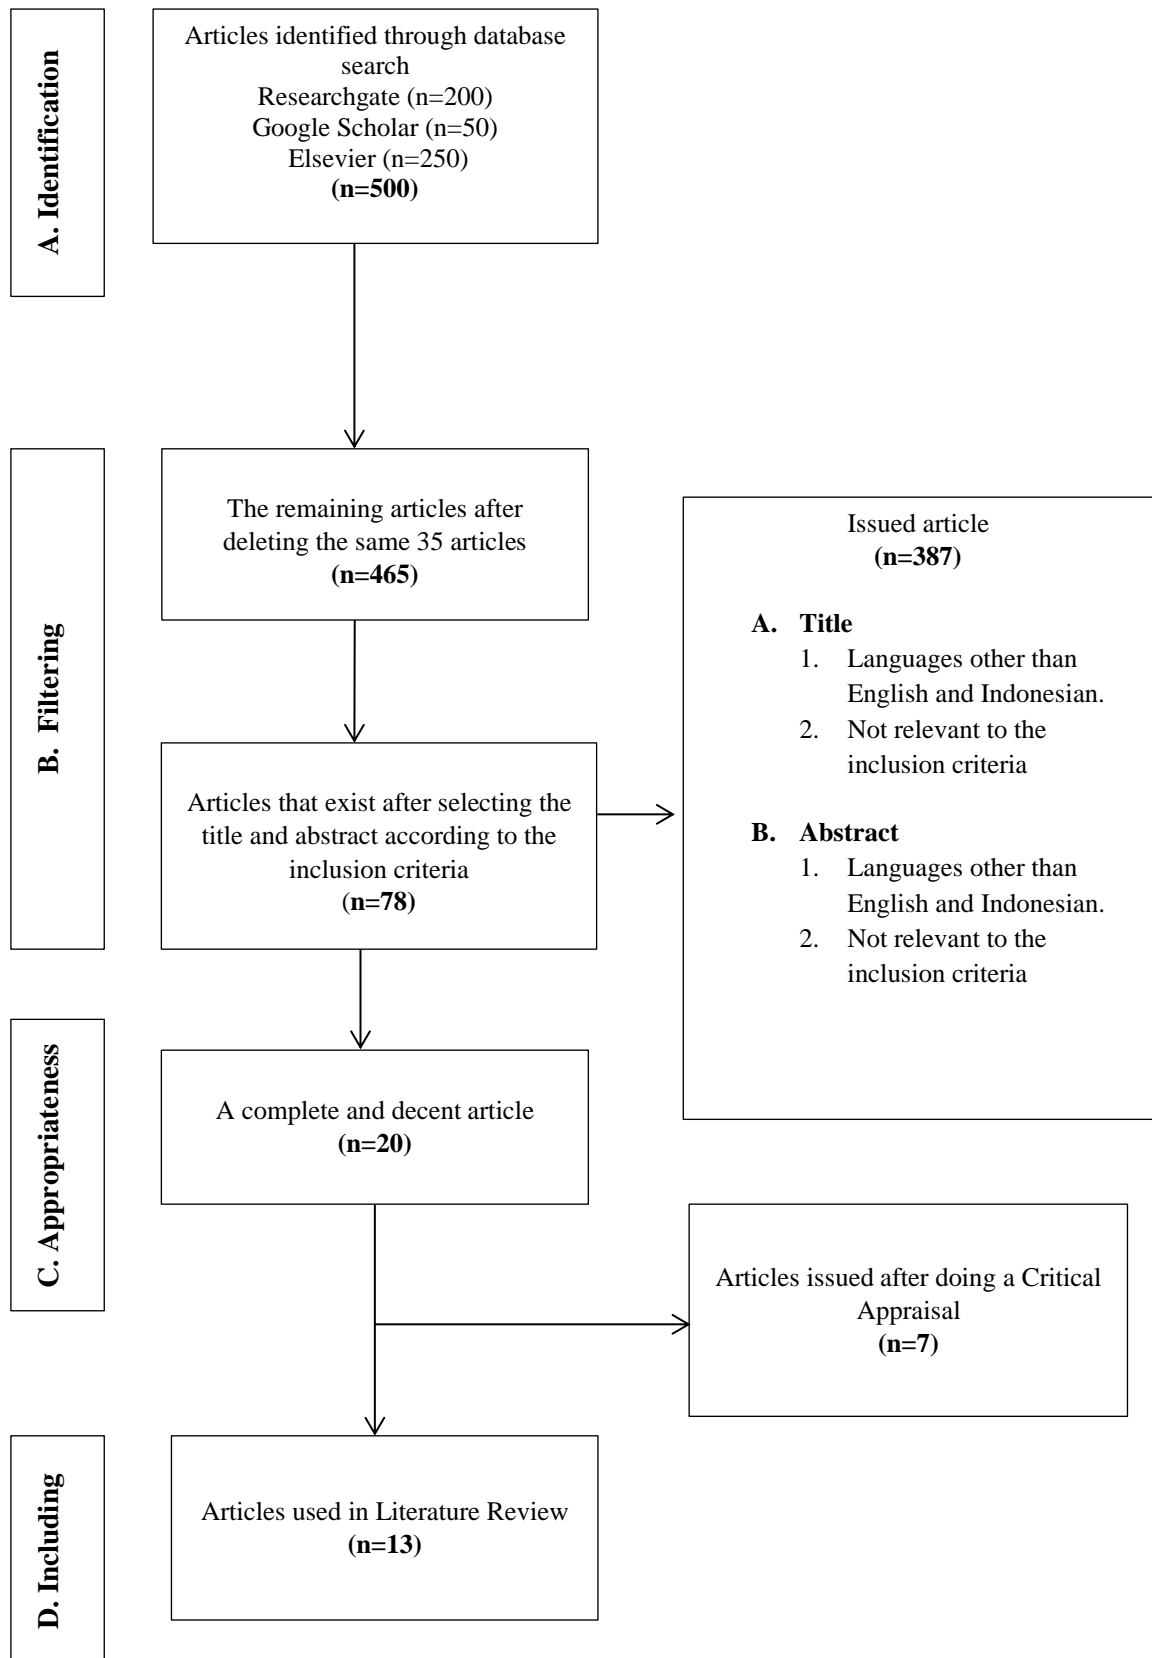 A. Identification
Articles identified through database
search
Researchgate (n=200)
Google Scholar (n=50)
Elsevier (n=250)
(n=500)
B. Filtering
The remaining articles after
deleting the same 35 articles
(n=465)
Articles that exist after selecting the
title and abstract according to the
inclusion criteria
(n=78)
Issued article
(n=387)
A. Title
1. Languages other than
English and Indonesian.
2. Not relevant to the
inclusion criteria
B. Abstract
1. Languages other than
English and Indonesian.
2. Not relevant to the
inclusion criteria
C. Appropriateness
A complete and decent article
(n=20)
Articles issued after doing a Critical
Appraisal
(n=7)
D. Including
Articles used in Literature Review
(n=13)